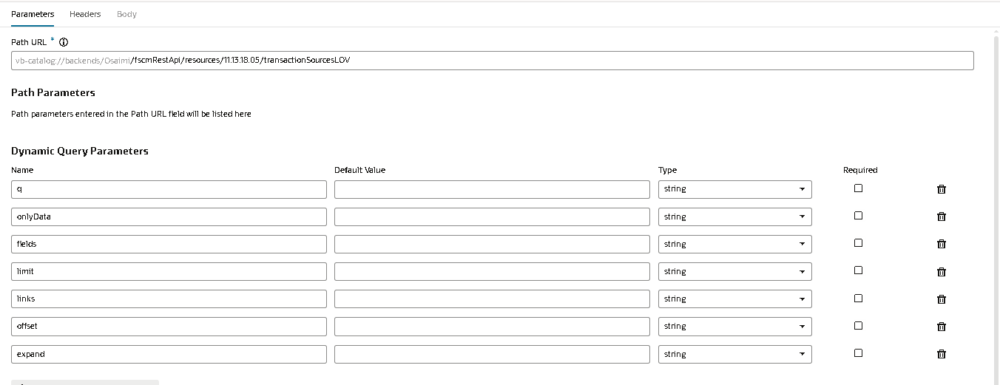 Parameters Headers Body
Path URL *
vb-catalog://backends/Osaimi/fscmRestApi/resources/11.13.18.05/transactionSourcesLOV
Path Parameters
Path parameters entered in the Path URL field will be listed here
Dynamic Query Parameters
Name Default Value Type Required
q string
onlyData string
fields string
limit string
links string
offset string
expand string